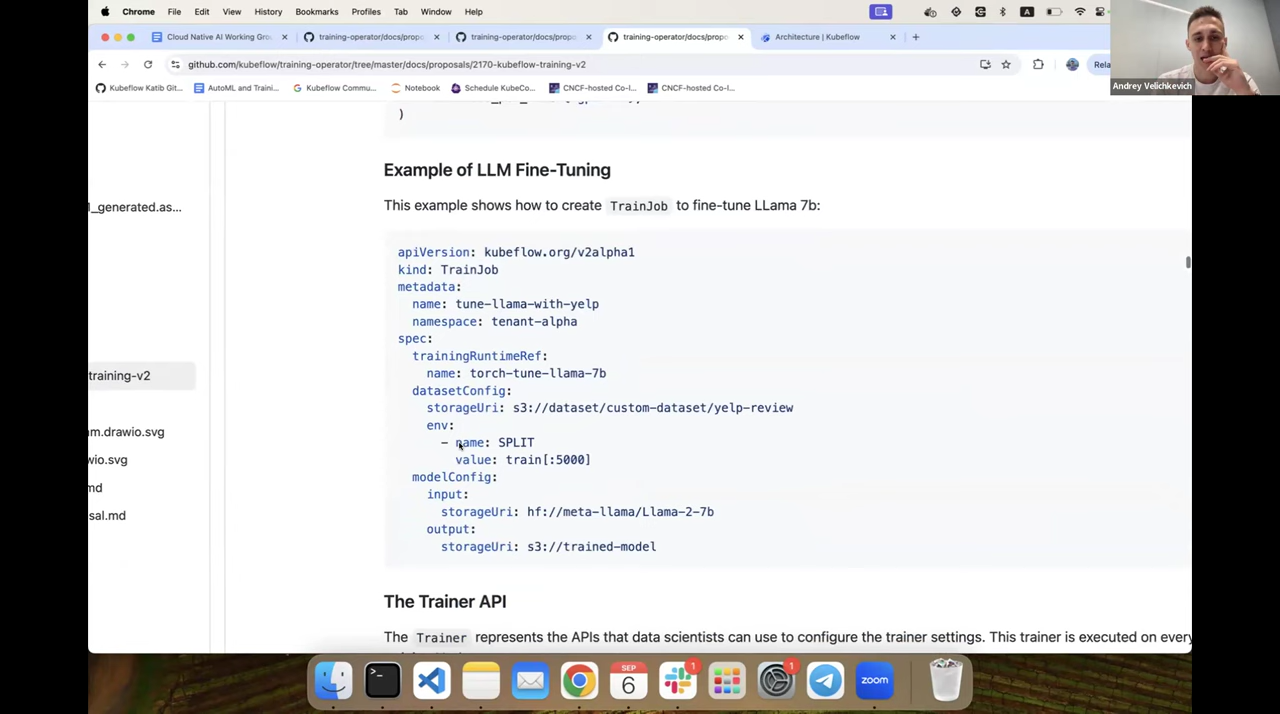 Chrome File Edit View History Bookmarks Profiles Tab Window Help
A
Cloud Native AI Working Gro
training-operator/docs/propo
training-operator/docs/propo
training-operator/docs/propo
Architecture | Kubeflow
github.com/kubeflow/training-operator/tree/master/docs/proposals/2170-kubeflow-training-v2
Rela
Andrey Velichkevich
Kubeflow Katib Git...
AutoML and Traini...
Kubeflow Commu...
Notebook
Schedule KubeCo...
CNCF-hosted Co-l...
CNCF-hosted Co-l...
)
Example of LLM Fine-Tuning
l_generated.as...
This example shows how to create TrainJob to fine-tune LLama 7b:
apiVersion: kubeflow.org/v2alpha1
kind: TrainJob
metadata:
name: tune-llama-with-yelp
namespace: tenant-alpha
spec:
trainingRuntimeRef:
name: torch-tune-llama-7b
training-v2
datasetConfig:
storageUri: s3://dataset/custom-dataset/yelp-review
env:
- name: SPLIT
value: train[:5000]
modelConfig:
input:
storageUri: hf://meta-llama/Llama-2-7b
output:
storageUri: s3://trained-model
m.drawio.svg
wio.svg
md
sal.md
The Trainer API
The Trainer represents the APIs that data scientists can use to configure the trainer settings. This trainer is executed on every
SEP
6
1
1
zoom